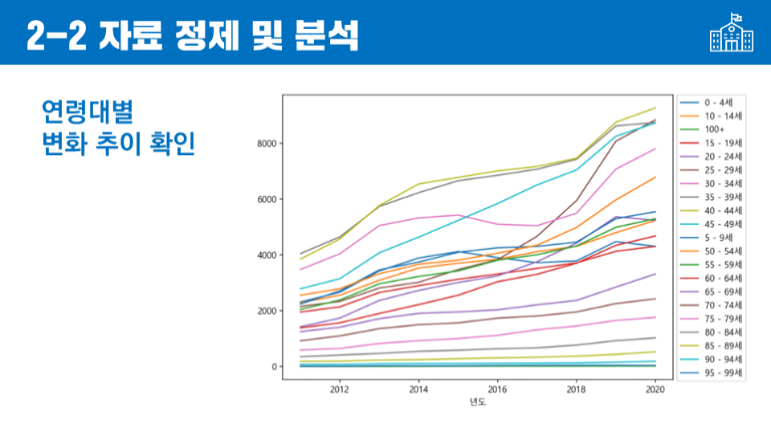 2-2 자료 정제 및 분석
연령대별
변화 추이 확인
8000
6000
4000
2000
0
2012 2014 2016 2018 2020
년도
0 - 4세
10 - 14세
100+
15 - 19세
20 - 24세
25 - 29세
30 - 34세
35 - 39세
40 - 44세
45 - 49세
5 - 9세
50 - 54세
55 - 59세
60 - 64세
65 - 69세
70 - 74세
75 - 79세
80 - 84세
85 - 89세
90 - 94세
95 - 99세